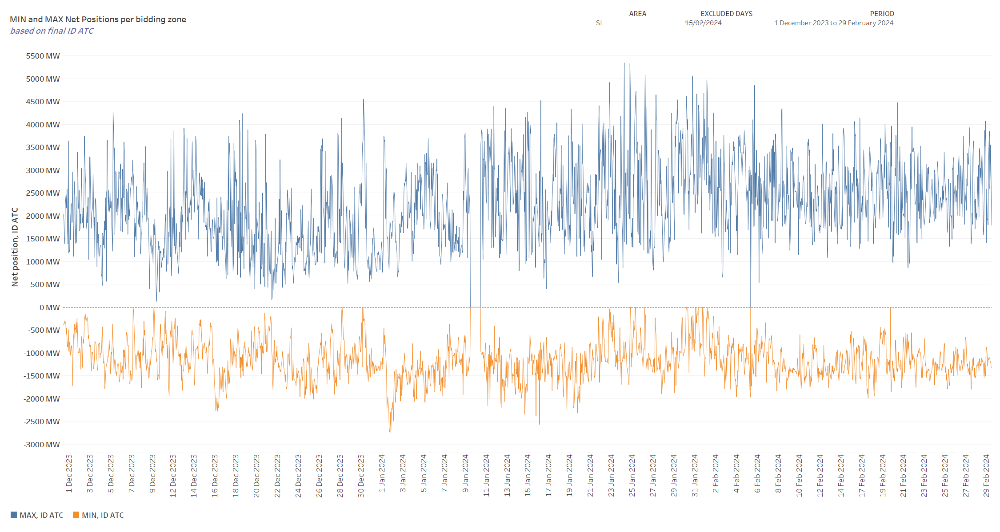 MIN and MAX Net Positions per bidding zone
based on final ID ATC
AREA EXCLUDED DAYS PERIOD
SI 15/02/2024 1 December 2023 to 29 February 2024
Net position, ID ATC
5500 MW
5000 MW
4500 MW
4000 MW
3500 MW
3000 MW
2500 MW
2000 MW
1500 MW
1000 MW
500 MW
0 MW
-500 MW
-1000 MW
-1500 MW
-2000 MW
-2500 MW
-3000 MW
1 Dec 2023
3 Dec 2023
5 Dec 2023
7 Dec 2023
9 Dec 2023
12 Dec 2023
14 Dec 2023
16 Dec 2023
18 Dec 2023
20 Dec 2023
22 Dec 2023
24 Dec 2023
26 Dec 2023
28 Dec 2023
30 Dec 2023
1 Jan 2024
3 Jan 2024
5 Jan 2024
7 Jan 2024
9 Jan 2024
11 Jan 2024
13 Jan 2024
15 Jan 2024
17 Jan 2024
19 Jan 2024
21 Jan 2024
23 Jan 2024
25 Jan 2024
27 Jan 2024
29 Jan 2024
31 Jan 2024
2 Feb 2024
4 Feb 2024
6 Feb 2024
8 Feb 2024
10 Feb 2024
12 Feb 2024
14 Feb 2024
17 Feb 2024
19 Feb 2024
21 Feb 2024
23 Feb 2024
25 Feb 2024
27 Feb 2024
29 Feb 2024
MAX, ID ATC MIN, ID ATC